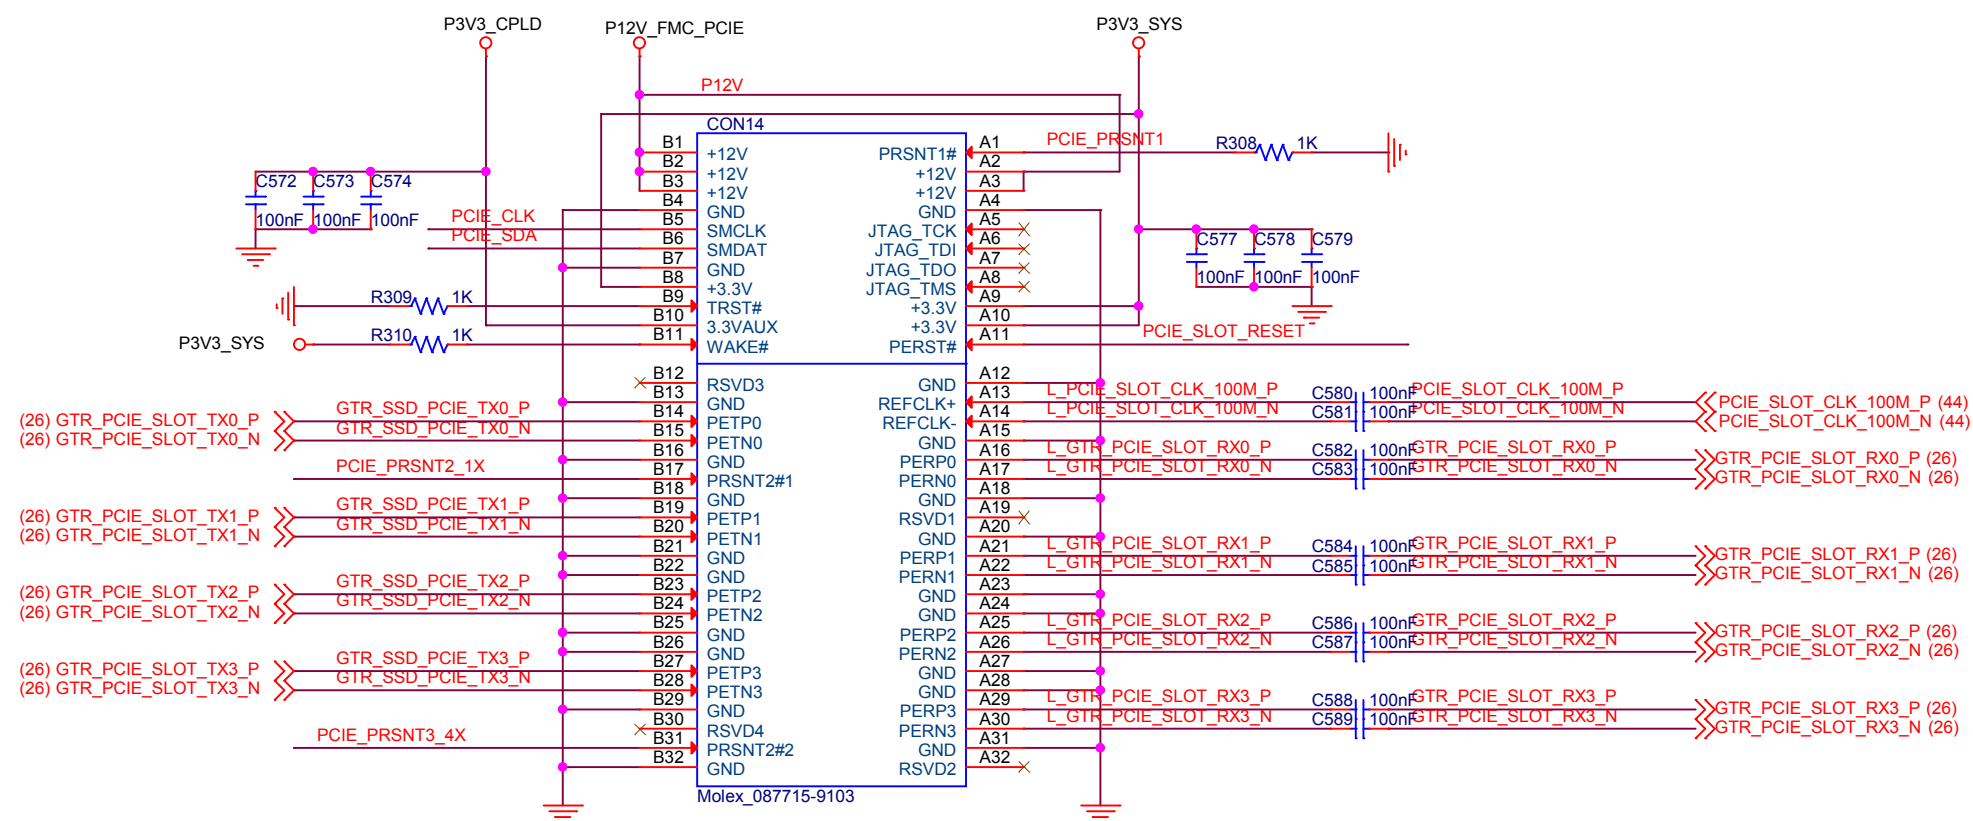 P3V3_CPLD
P12V_FMC_PCIE
P3V3_SYS
P12V
CON14
B1 +12V
B2 +12V
B3 +12V
B4 GND
PCIE_CLK B5 SMCLK
PCIE_SDA B6 SMDAT
B7 GND
B8 +3.3V
R309 1K B9 TRST#
B10 3.3VAUX
P3V3_SYS R310 1K B11 WAKE#
C572 C573 C574
100nF 100nF 100nF
PRSNT1# A1 PCIE_PRSNT1 R308 1K
+12V A2
+12V A3
GND A4
JTAG_TCK A5
JTAG_TDI A6
JTAG_TDO A7
JTAG_TMS A8
+3.3V A9
+3.3V A10
PERST# A11 PCIE_SLOT_RESET
C577 C578 C579
100nF 100nF 100nF
B12 RSVD3
B13 GND
(26) GTR_PCIE_SLOT_TX0_P GTR_SSD_PCIE_TX0_P B14 PETP0
(26) GTR_PCIE_SLOT_TX0_N GTR_SSD_PCIE_TX0_N B15 PETN0
B16 GND
PCIE_PRSNT2_1X B17 PRSNT2#1
B18 GND
(26) GTR_PCIE_SLOT_TX1_P GTR_SSD_PCIE_TX1_P B19 PETP1
(26) GTR_PCIE_SLOT_TX1_N GTR_SSD_PCIE_TX1_N B20 PETN1
B21 GND
B22 GND
(26) GTR_PCIE_SLOT_TX2_P GTR_SSD_PCIE_TX2_P B23 PETP2
(26) GTR_PCIE_SLOT_TX2_N GTR_SSD_PCIE_TX2_N B24 PETN2
B25 GND
B26 GND
(26) GTR_PCIE_SLOT_TX3_P GTR_SSD_PCIE_TX3_P B27 PETP3
(26) GTR_PCIE_SLOT_TX3_N GTR_SSD_PCIE_TX3_N B28 PETN3
B29 GND
B30 RSVD4
PCIE_PRSNT3_4X B31 PRSNT2#2
B32 GND
GND A12
REFCLK+ A13 L_PCIE_SLOT_CLK_100M_P C580 100nF PCIE_SLOT_CLK_100M_P PCIE_SLOT_CLK_100M_P (44)
REFCLK- A14 L_PCIE_SLOT_CLK_100M_N C581 100nF PCIE_SLOT_CLK_100M_N PCIE_SLOT_CLK_100M_N (44)
GND A15
PERP0 A16 L_GTR_PCIE_SLOT_RX0_P C582 100nF GTR_PCIE_SLOT_RX0_P GTR_PCIE_SLOT_RX0_P (26)
PERN0 A17 L_GTR_PCIE_SLOT_RX0_N C583 100nF GTR_PCIE_SLOT_RX0_N GTR_PCIE_SLOT_RX0_N (26)
GND A18
RSVD1 A19
GND A20
PERP1 A21 L_GTR_PCIE_SLOT_RX1_P C584 100nF GTR_PCIE_SLOT_RX1_P GTR_PCIE_SLOT_RX1_P (26)
PERN1 A22 L_GTR_PCIE_SLOT_RX1_N C585 100nF GTR_PCIE_SLOT_RX1_N GTR_PCIE_SLOT_RX1_N (26)
GND A23
GND A24
PERP2 A25 L_GTR_PCIE_SLOT_RX2_P C586 100nF GTR_PCIE_SLOT_RX2_P GTR_PCIE_SLOT_RX2_P (26)
PERN2 A26 L_GTR_PCIE_SLOT_RX2_N C587 100nF GTR_PCIE_SLOT_RX2_N GTR_PCIE_SLOT_RX2_N (26)
GND A27
GND A28
PERP3 A29 L_GTR_PCIE_SLOT_RX3_P C588 100nF GTR_PCIE_SLOT_RX3_P GTR_PCIE_SLOT_RX3_P (26)
PERN3 A30 L_GTR_PCIE_SLOT_RX3_N C589 100nF GTR_PCIE_SLOT_RX3_N GTR_PCIE_SLOT_RX3_N (26)
GND A31
RSVD2 A32
Molex_087715-9103